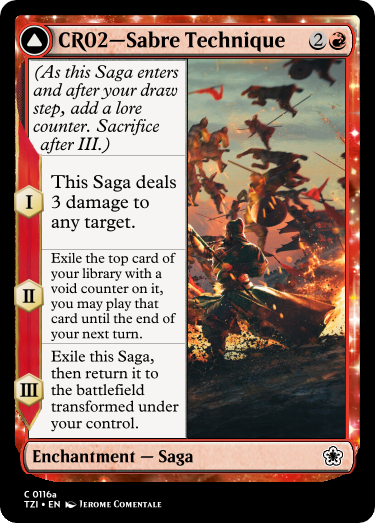 CR02—Sabre Technique 2
(As this Saga enters
and after your draw
step, add a lore
counter. Sacrifice
after III.)
I
This Saga deals
3 damage to
any target.
II
Exile the top card of
your library with a
void counter on it,
you may play that
card until the end of
your next turn.
III
Exile this Saga,
then return it to
the battlefield
transformed under
your control.
Enchantment — Saga
C 0116a
TZI • EN Jerome Comentale